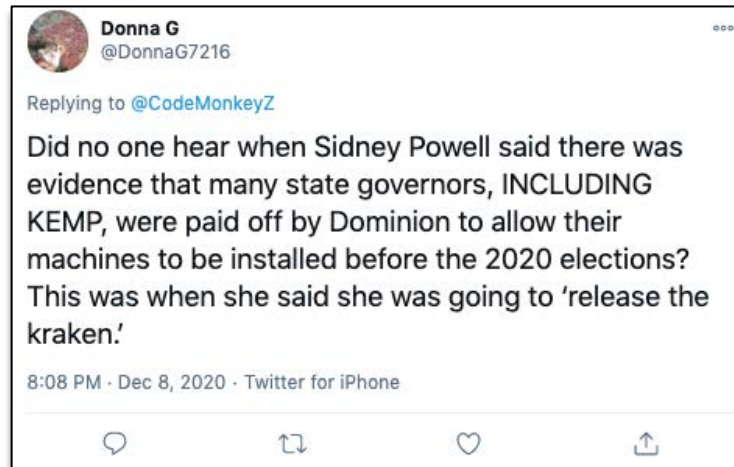 Donna G
@DonnaG7216
Replying to @CodeMonkeyZ
Did no one hear when Sidney Powell said there was
evidence that many state governors, INCLUDING
KEMP, were paid off by Dominion to allow their
machines to be installed before the 2020 elections?
This was when she said she was going to ‘release the
kraken.’
8:08 PM · Dec 8, 2020 · Twitter for iPhone